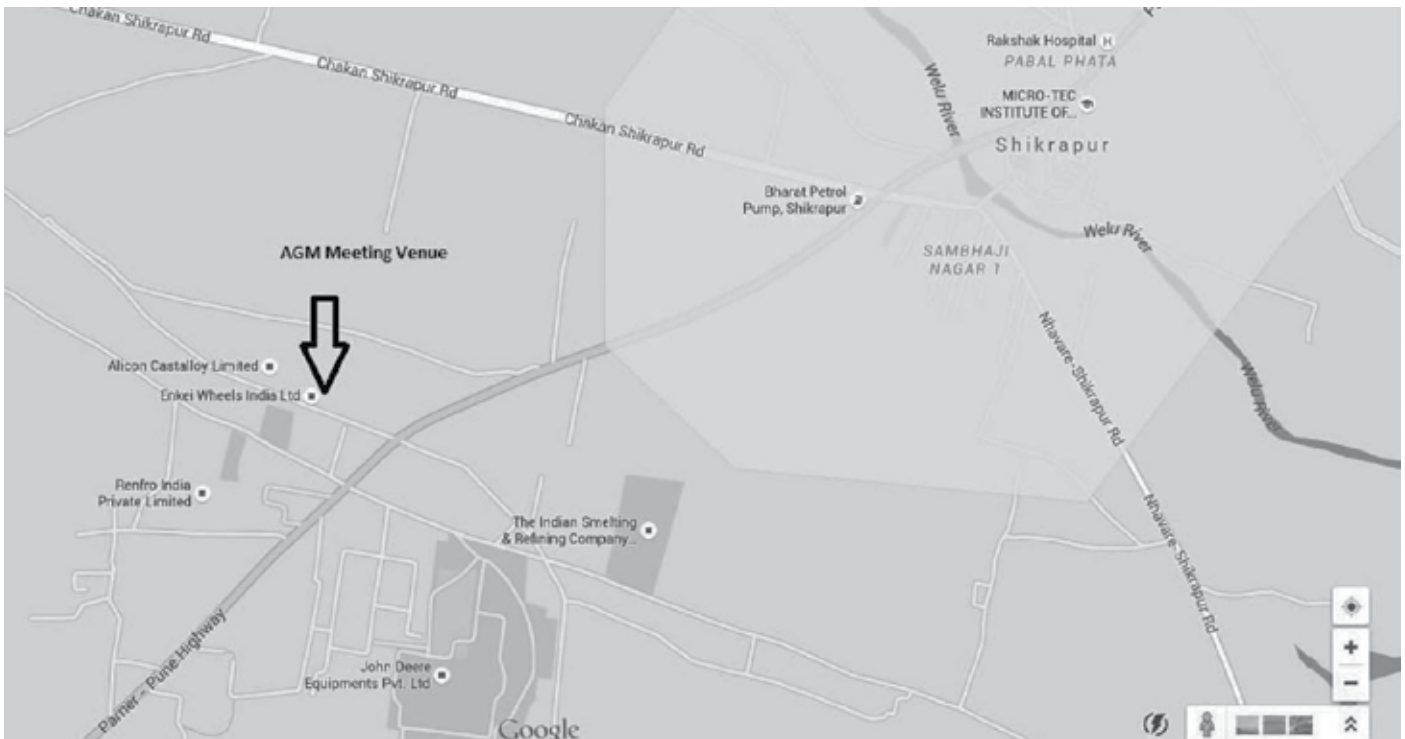 Chakan Shikrapur Rd
Chakan Shikrapur Rd
Chakan Shikrapur Rd
Welu River
Rakshak Hospital H
PABAL PHATA
MICRO-TEC
INSTITUTE OF...
Shikrapur
Bharat Petrol
Pump, Shikrapur
Welu River
SAMBHAJI
NAGAR 1
AGM Meeting Venue
Nhavare-Shikrapur Rd
Alicon Castalloy Limited
Enkei Wheels India Ltd
Welu River
Renfro India
Private Limited
The Indian Smelting
& Refining Company...
Nhavare-Shikrapur Rd
Parner - Pune Highway
John Deere
Equipments Pvt. Ltd
Google